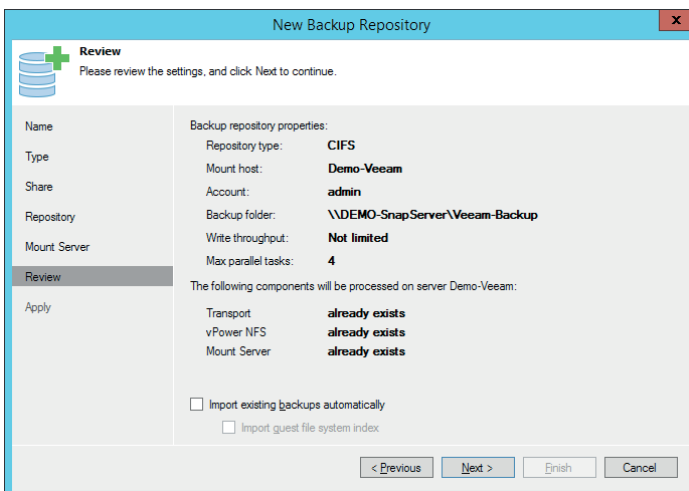 New Backup Repository
x
Review
Please review the settings, and click Next to continue.
Name
Type
Share
Repository
Mount Server
Review
Apply
Backup repository properties:
Repository type: CIFS
Mount host: Demo-Veeam
Account: admin
Backup folder: \\DEMO-SnapServer\Veeam-Backup
Write throughput: Not limited
Max parallel tasks: 4
The following components will be processed on server Demo-Veeam:
Transport already exists
vPower NFS already exists
Mount Server already exists
Import existing backups automatically
Import guest file system index
< Previous Next > Finish Cancel